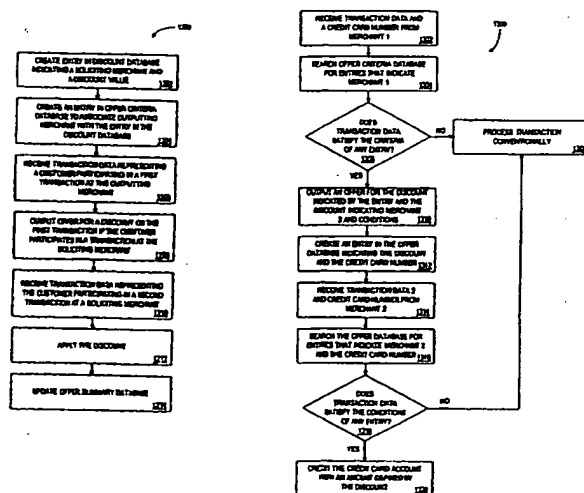 CREATE ENTRY IN DISCOUNT DATABASE
INDICATING A SOLICITING MERCHANT AND
A DISCOUNT VALUE
CREATE AN ENTRY IN OFFER CRITERIA
DATABASE TO ASSOCIATE OUTPUTTING
MERCHANT WITH THE ENTRY IN THE
DISCOUNT DATABASE
RECEIVE TRANSACTION DATA REPRESENTING
A CUSTOMER PARTICIPATING IN A FIRST
TRANSACTION AT THE OUTPUTTING
MERCHANT
OUTPUT OFFER FOR A DISCOUNT ON THE
FIRST TRANSACTION IF THE CUSTOMER
PARTICIPATES IN A TRANSACTION AT THE
SOLICITING MERCHANT
RECEIVE TRANSACTION DATA REPRESENTING
THE CUSTOMER PARTICIPATING IN A SECOND
TRANSACTION AT A SOLICITING MERCHANT
APPLY THE DISCOUNT
UPDATE OFFER SUMMARY DATABASE
RECEIVE TRANSACTION DATA AND
A CREDIT CARD NUMBER FROM
MERCHANT 1
SEARCH OFFER CRITERIA DATABASE
FOR ENTRIES THAT INDICATE
MERCHANT 1
DOES
TRANSACTION DATA
SATISFY THE CRITERIA
OF ANY ENTRY?
NO
PROCESS TRANSACTION
CONVENTIONALLY
YES
OUTPUT AN OFFER FOR THE DISCOUNT
INDICATED BY THE ENTRY AND THE
DISCOUNT INDICATING MERCHANT
2 AND CONDITIONS
CREATE AN ENTRY IN THE OFFER
DATABASE INDICATING THE DISCOUNT
AND THE CREDIT CARD NUMBER
RECEIVE TRANSACTION DATA 2
AND CREDIT CARD NUMBER FROM
MERCHANT 2
SEARCH THE OFFER DATABASE FOR
ENTRIES THAT INDICATE MERCHANT 2
AND THE CREDIT CARD NUMBER
DOES
TRANSACTION DATA
SATISFY THE CONDITIONS
OF ANY ENTRY?
NO
YES
CREDIT THE CREDIT CARD ACCOUNT
WITH AN AMOUNT DEFINED BY
THE DISCOUNT